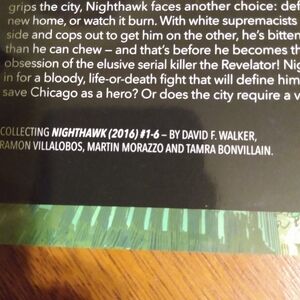 grips the city, Nighthawk faces another choice: def
new home, or watch it burn. With white supremacists
side and cops out to get him on the other, he's bitten
than he can chew – and that's before he becomes th
obsession of the elusive serial killer the Revelator! Ni
in for a bloody, life-or-death fight that will define him
save Chicago as a hero? Or does the city require a v
COLLECTING NIGHTHAWK (2016) #1-6 – BY DAVID F. WALKER,
RAMON VILLALOBOS, MARTIN MORAZZO AND TAMRA BONVILLAIN.